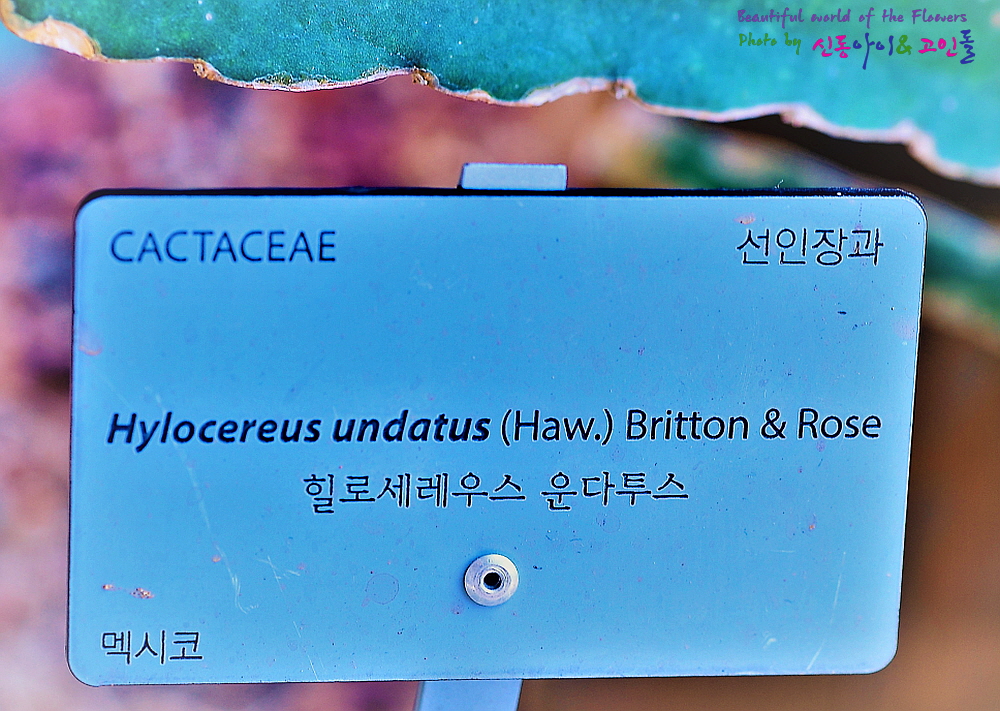 Beautiful world of the Flowers
Photo by 신동아이&고인돌
CACTACEAE
선인장과
Hylocereus undatus (Haw.) Britton & Rose
힐로세레우스 운다투스
멕시코